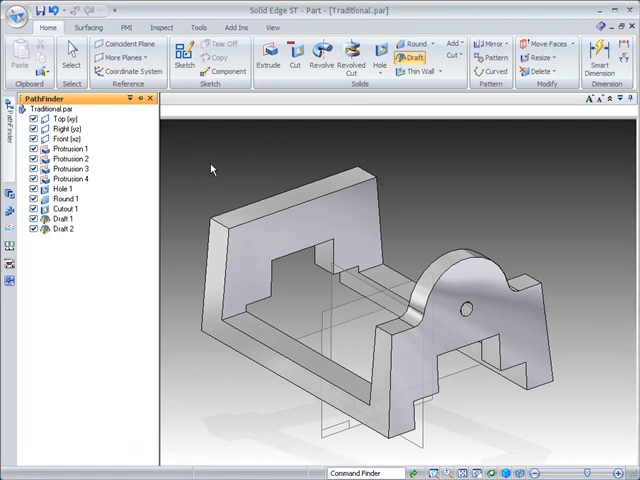 Solid Edge ST - Part - [Traditional.par]
Home Surfacing PMI Inspect Tools Add Ins View
Paste
Clipboard
Select
Select
Coincident Plane
More Planes
Coordinate System
Reference
Sketch
Tear Off
Copy
Component
Sketch
Extrude
Cut
Revolve
Revolved Cut
Hole
Round
Draft
Thin Wall
Add
Cut
Solids
Mirror
Pattern
Curved
Pattern
Move Faces
Resize
Delete
Modify
Smart Dimension
Dimension
PathFinder
PathFinder
Traditional.par
Top (xy)
Right (yz)
Front (xz)
Protrusion 1
Protrusion 2
Protrusion 3
Protrusion 4
Hole 1
Round 1
Cutout 1
Draft 1
Draft 2
Command Finder